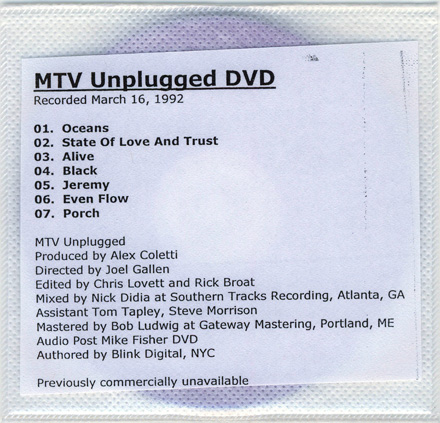 MTV Unplugged DVD
Recorded March 16, 1992
01. Oceans
02. State Of Love And Trust
03. Alive
04. Black
05. Jeremy
06. Even Flow
07. Porch
MTV Unplugged
Produced by Alex Coletti
Directed by Joel Gallen
Edited by Chris Lovett and Rick Broat
Mixed by Nick Didia at Southern Tracks Recording, Atlanta, GA
Assistant Tom Tapley, Steve Morrison
Mastered by Bob Ludwig at Gateway Mastering, Portland, ME
Audio Post Mike Fisher DVD
Authored by Blink Digital, NYC
Previously commercially unavailable